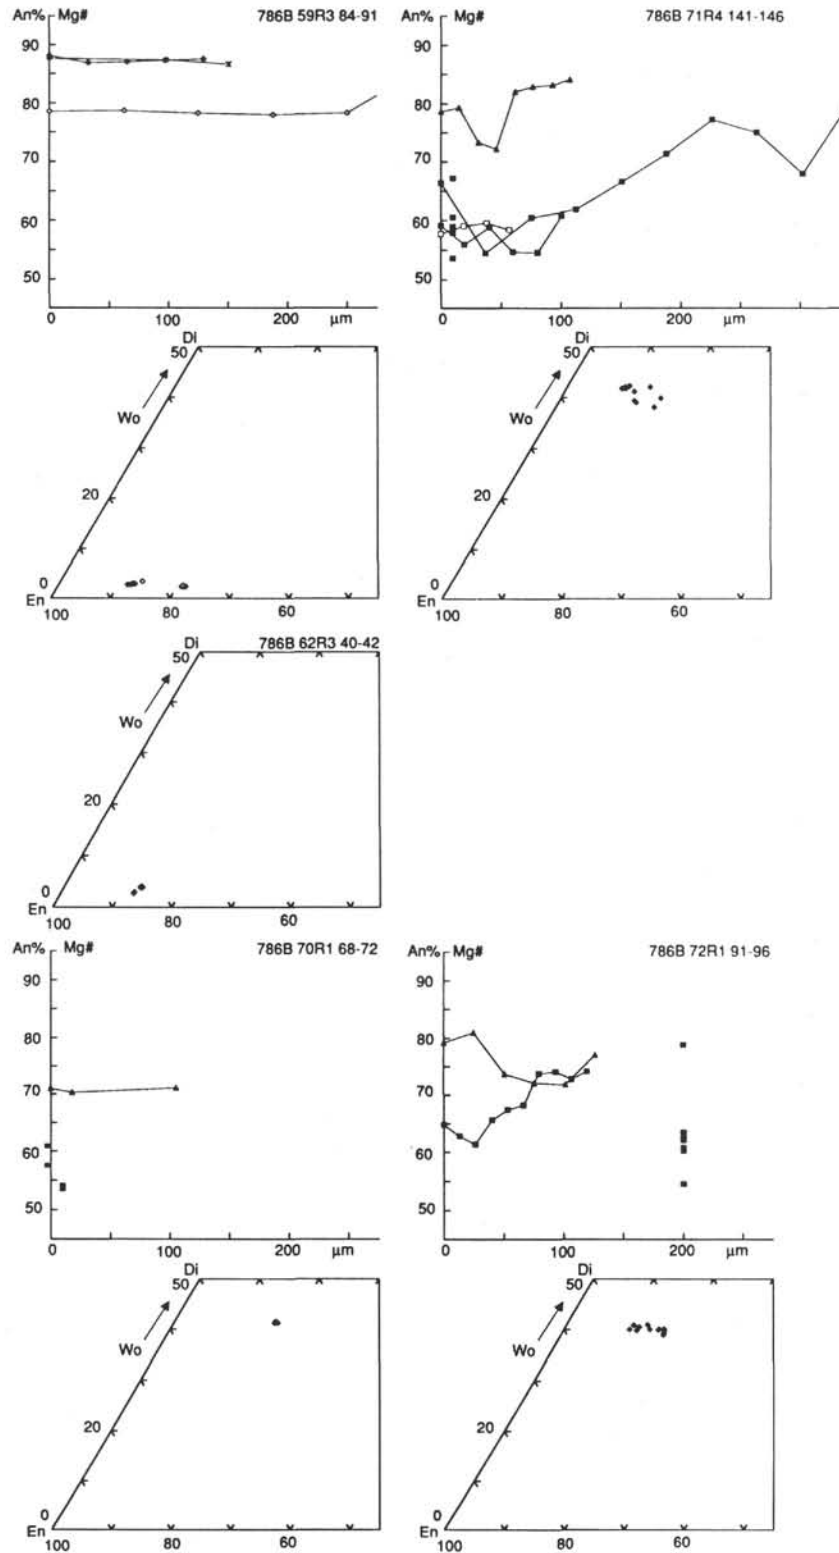 An% Mg# 786B 59R3 84-91
90
80
70
60
50
0 100 200 μm
Di
50
Wo
20
0
En
100 80 60
786B 71R4 141-146
An% Mg#
90
80
70
60
50
0 100 200 μm
Di
50
Wo
20
0
En
100 80 60
Di 786B 62R3 40-42
50
Wo
20
0
En
100 80 60
An% Mg# 786B 70R1 68-72
90
80
70
60
50
0 100 200 μm
Di
50
Wo
20
0
En
100 80 60
An% Mg# 786B 72R1 91-96
90
80
70
60
50
0 100 200 μm
Di
50
Wo
20
0
En
100 80 60